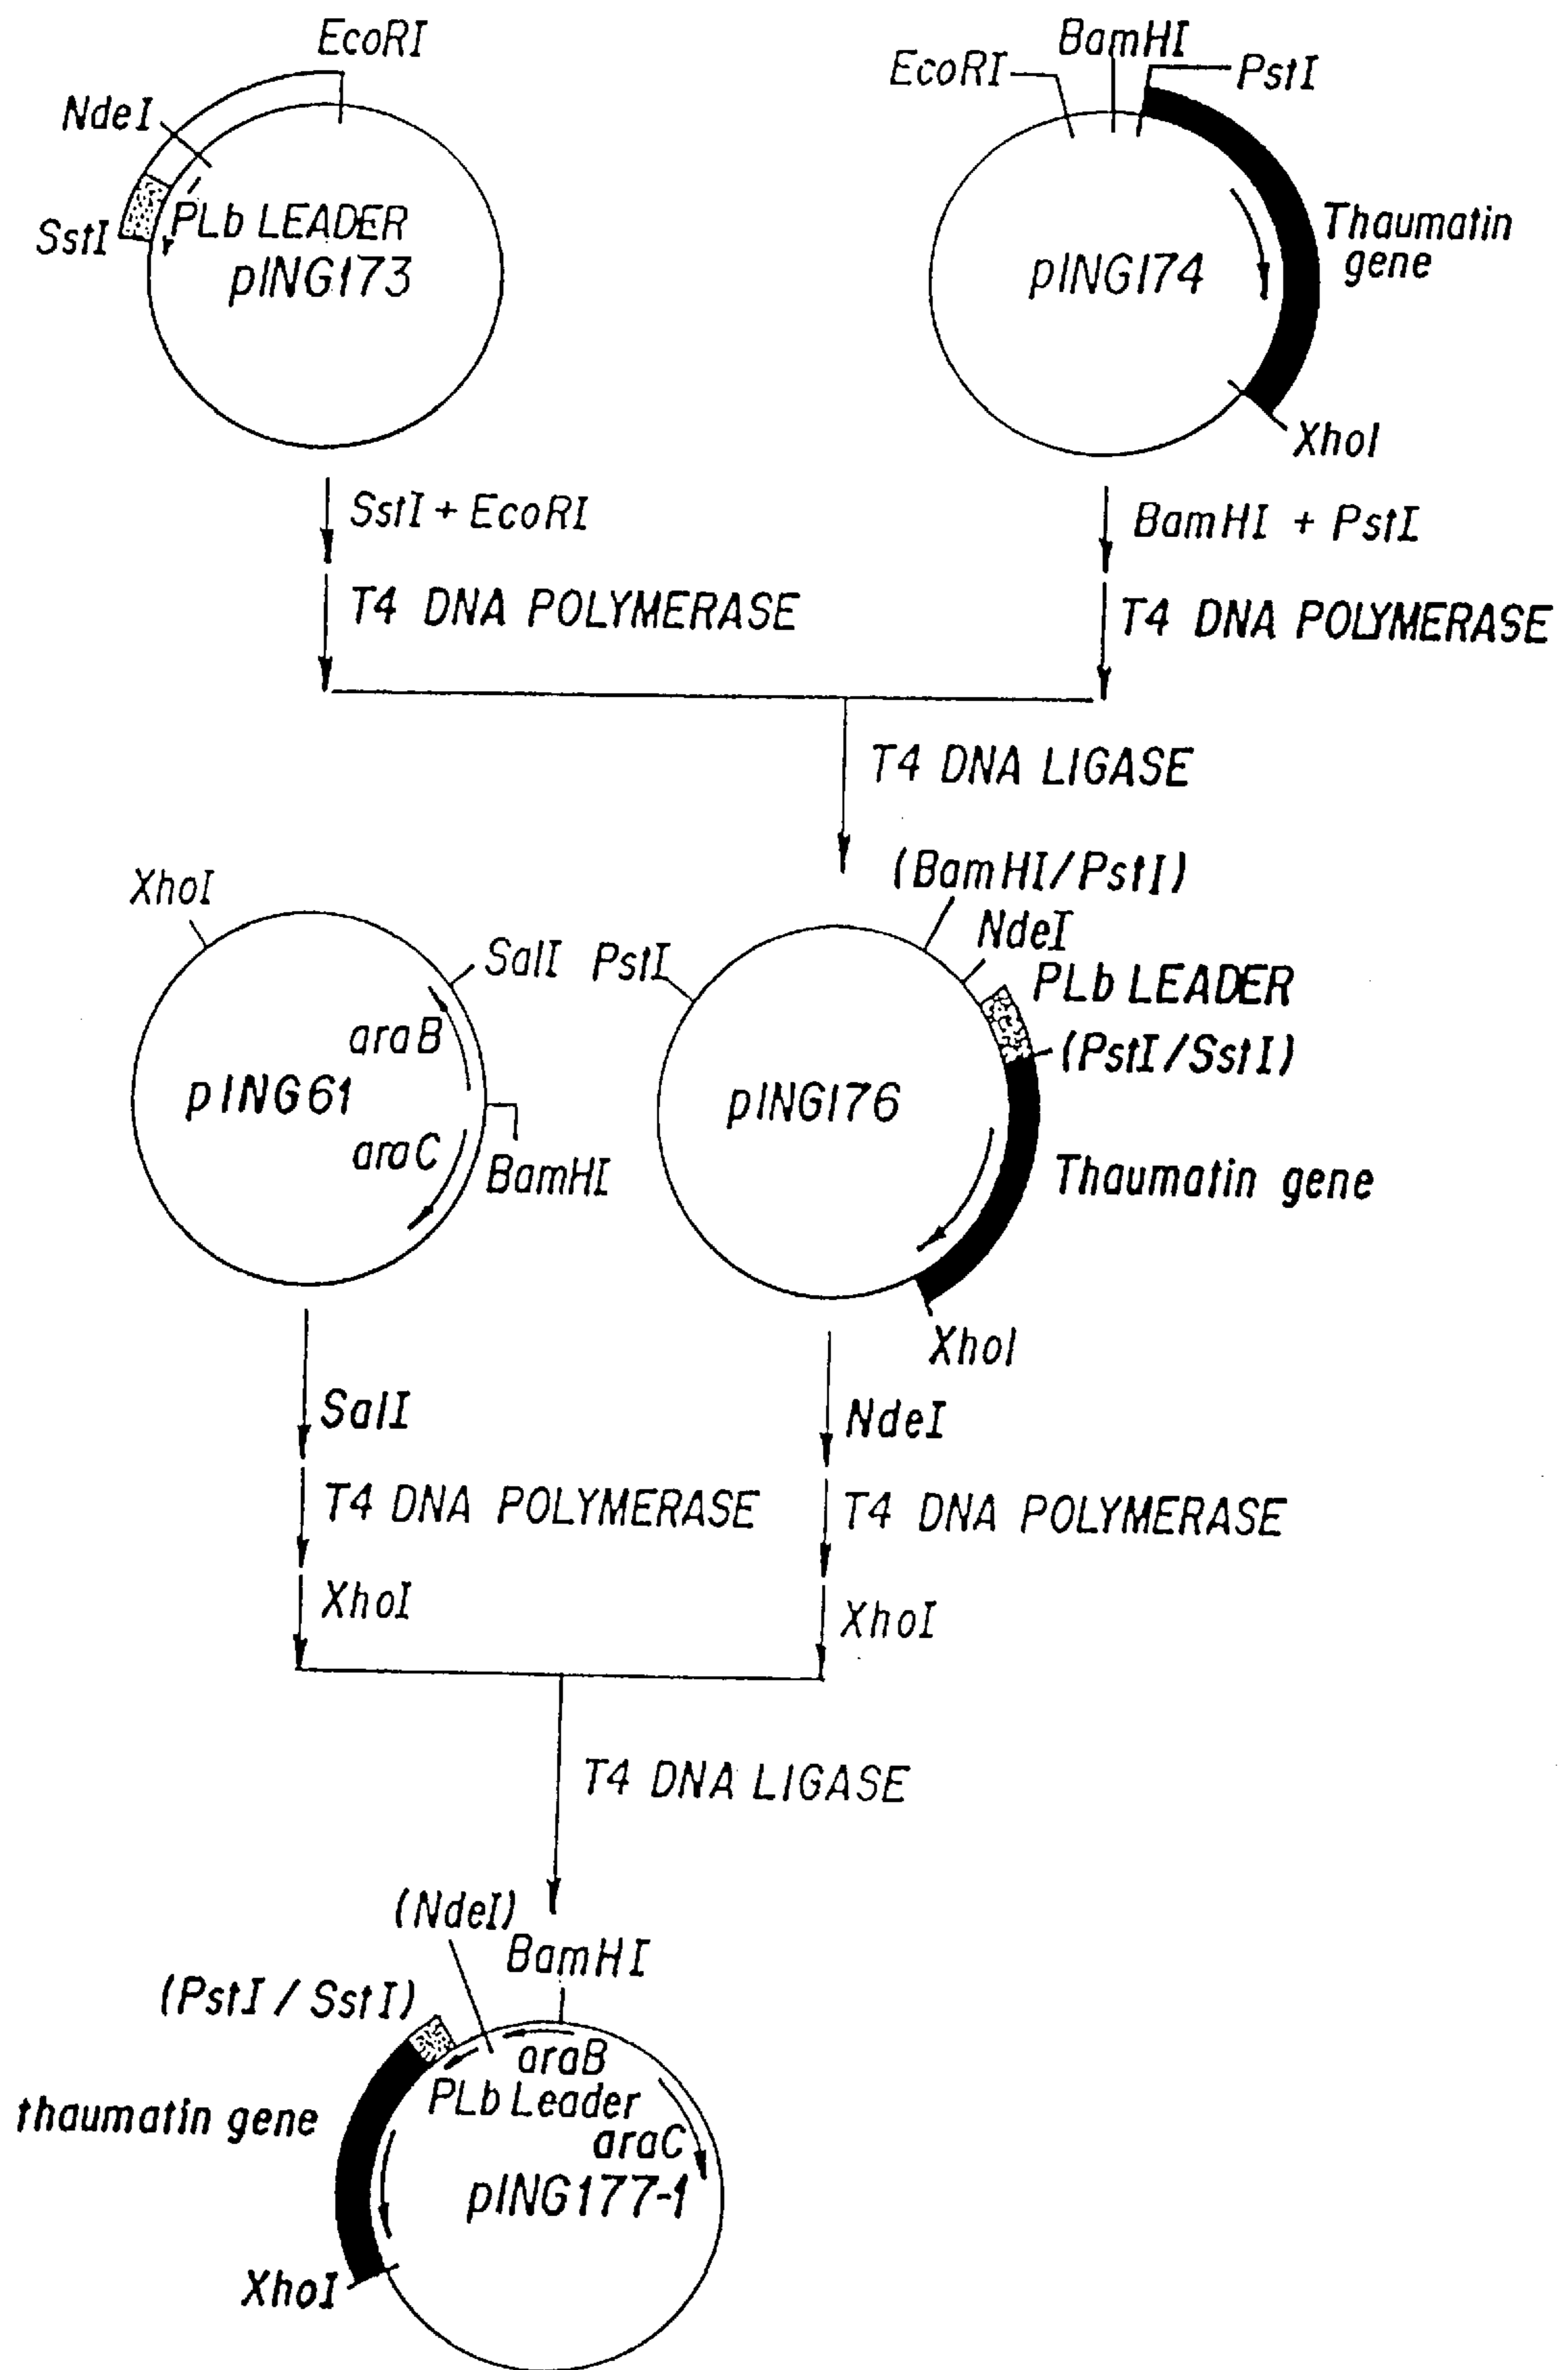 EcoRI
NdeI
SstI
PLb LEADER
pING173
EcoRI
BamHI
PstI
Thaumatin
gene
pING174
XhoI
SstI + EcoRI
BamHI + PstI
T4 DNA POLYMERASE
T4 DNA POLYMERASE
T4 DNA LIGASE
XhoI
SalI
araB
pING61
araC
BamHI
(BamHI/PstI)
NdeI
PstI
PLb LEADER
(PstI/SstI)
pING176
Thaumatin gene
XhoI
SalI
NdeI
T4 DNA POLYMERASE
T4 DNA POLYMERASE
XhoI
XhoI
T4 DNA LIGASE
(NdeI)
BamHI
(PstI / SstI)
araB
PLb Leader
thaumatin gene
araC
pING177-1
XhoI